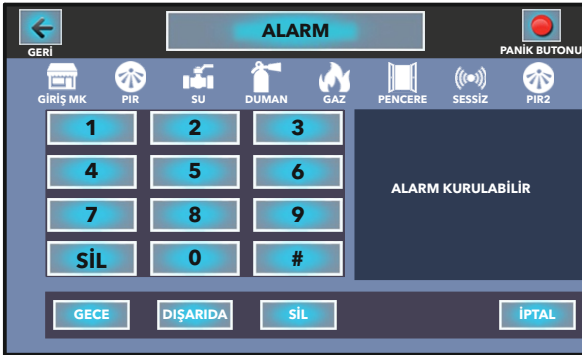 ALARM
GERİ
PANİK BUTONU
GİRİŞ MK PIR SU DUMAN GAZ PENCERE SESSİZ PIR2
1 2 3
4 5 6
ALARM KURULABİLİR
7 8 9
SİL 0 #
GECE DIŞARIDA SİL İPTAL